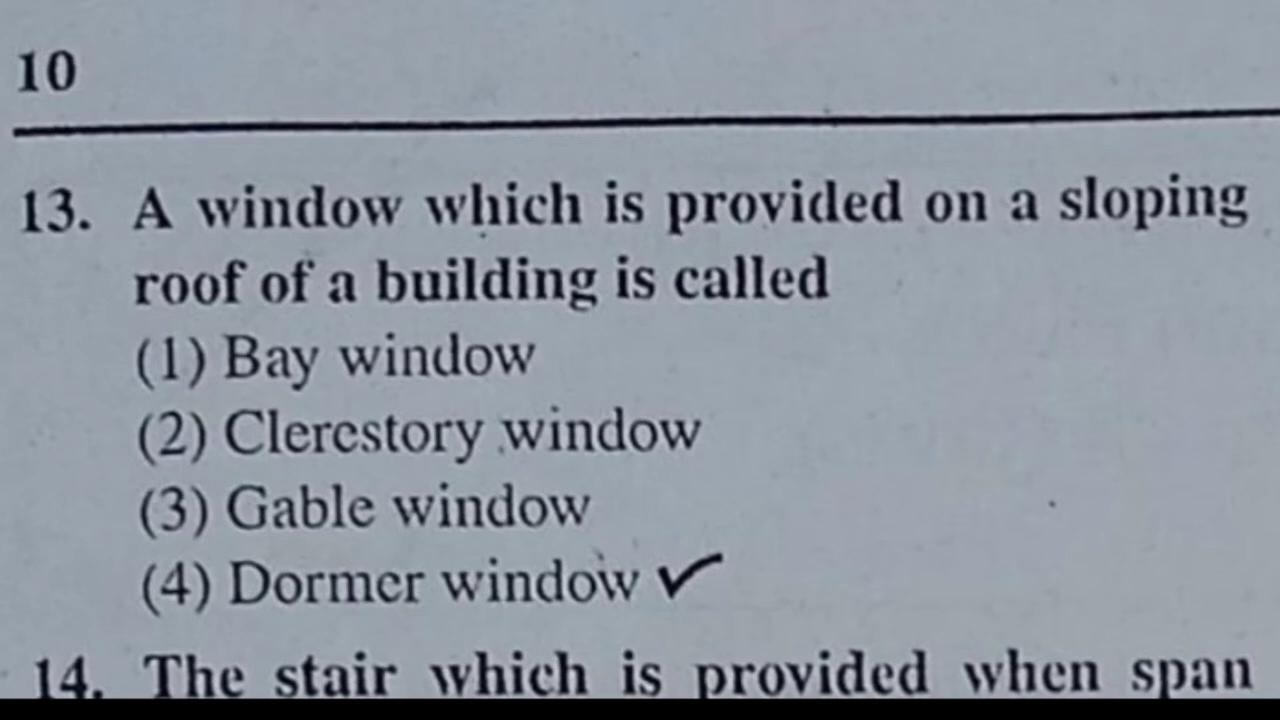 10
13. A window which is provided on a sloping
roof of a building is called
(1) Bay window
(2) Clerestory window
(3) Gable window
(4) Dormer window ✓
14. The stair which is provided when span